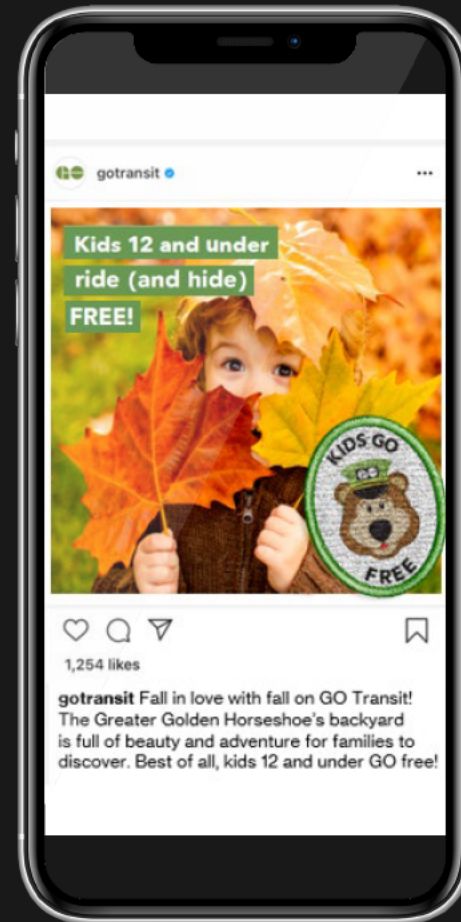 GO gotransit
Kids 12 and under
ride (and hide)
FREE!
KIDS GO
GO
FREE
1,254 likes
gotransit Fall in love with fall on GO Transit!
The Greater Golden Horseshoe's backyard
is full of beauty and adventure for families to
discover. Best of all, kids 12 and under GO free!